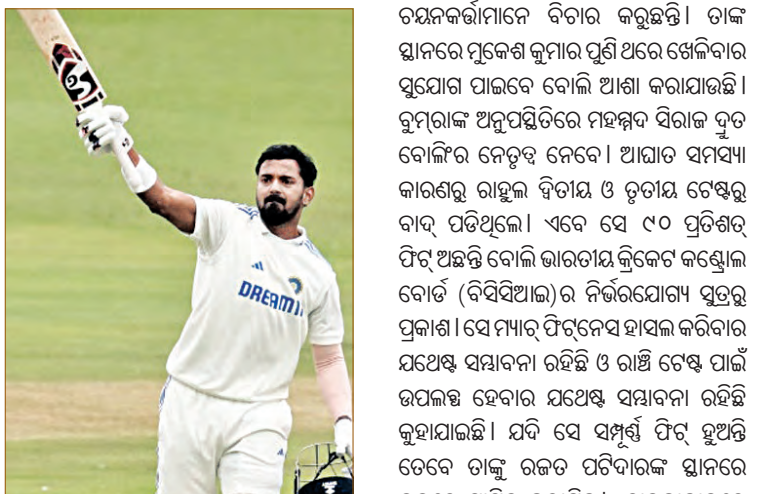 ଚୟନକର୍ତ୍ତାମାନେ ବିଚାର କରୁଛନ୍ତି। ତାଙ୍କ
ସ୍ଥାନରେ ମୁକେଶ କୁମାର ପୁଣି ଥରେ ଖେଳିବାର
ସୁଯୋଗ ପାଇବେ ବୋଲି ଆଶା କରାଯାଉଛି।
ବୁମ୍‌ରାଙ୍କ ଅନୁପସ୍ଥିତିରେ ମହମ୍ମଦ ସିରାଜ ଦ୍ରୁତ
ବୋଲିଂର ନେତୃତ୍ୱ ନେବେ। ଆଘାତ ସମସ୍ୟା
କାରଣରୁ ରାହୁଲ ଦ୍ୱିତୀୟ ଓ ତୃତୀୟ ଟେଷ୍ଟରୁ
ବାଦ୍ ପଡିଥିଲେ। ଏବେ ସେ ୯୦ ପ୍ରତିଶତ୍
ଫିଟ୍ ଅଛନ୍ତି ବୋଲି ଭାରତୀୟ କ୍ରିକେଟ କଣ୍ଟ୍ରୋଲ
ବୋର୍ଡ (ବିସିସିଆଇ)ର ନିର୍ଭରଯୋଗ୍ୟ ସୁତ୍ରରୁ
ପ୍ରକାଶ। ସେ ମ୍ୟାଚ୍ ଫିଟ୍‌ନେସ ହାସଲ କରିବାର
ଯଥେଷ୍ଟ ସମ୍ଭାବନା ରହିଛି ଓ ରାଞ୍ଚି ଟେଷ୍ଟ ପାଇଁ
ଉପଲବ୍ଧ ହେବାର ଯଥେଷ୍ଟ ସମ୍ଭାବନା ରହିଛି
କୁହାଯାଇଛି। ଯଦି ସେ ସମ୍ପୂର୍ଣ୍ଣ ଫିଟ୍ ହୁଅନ୍ତି
ତେବେ ତାଙ୍କୁ ରଜତ ପଟିଦାରଙ୍କ ସ୍ଥାନରେ
SG
DREAM11